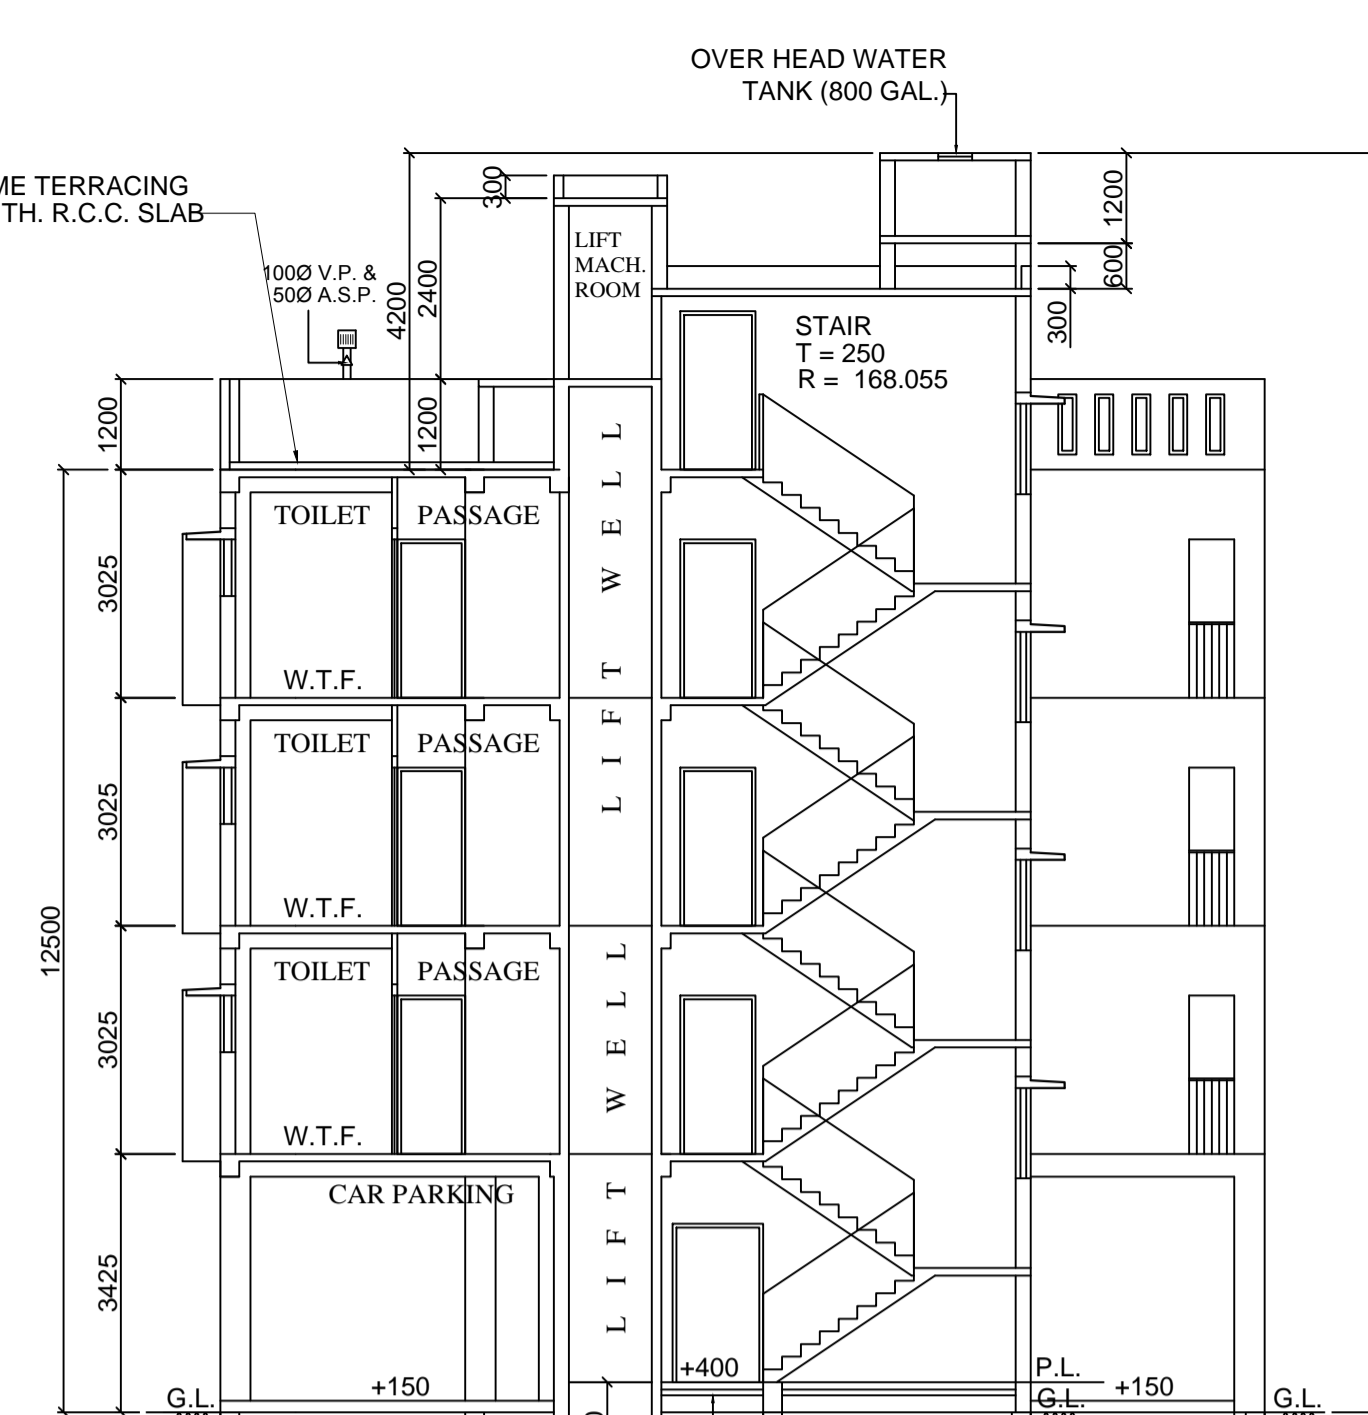 OVER HEAD WATER
TANK (800 GAL.)
ME TERRACING
TH. R.C.C. SLAB
100Ø V.P. &
50Ø A.S.P.
300
4200
2400
1200
1200
LIFT
MACH.
ROOM
1200
600
300
STAIR
T = 250
R = 168.055
LIFT WELL
TOILET PASSAGE
3025
W.T.F.
TOILET PASSAGE
3025
W.T.F.
12500
LIFT WELL
TOILET PASSAGE
3025
W.T.F.
CAR PARKING
3425
+150
G.L.
+400
P.L.
G.L.
+150
G.L.